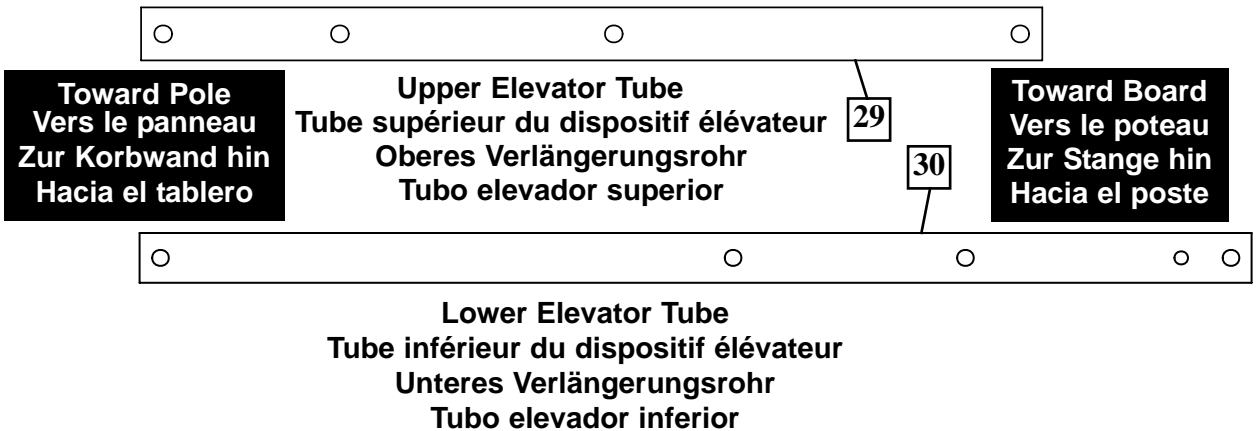 Toward Pole
Vers le panneau
Zur Korbwand hin
Hacia el tablero
Upper Elevator Tube
Tube supérieur du dispositif élévateur
Oberes Verlängerungsrohr
Tubo elevador superior
29
30
Toward Board
Vers le poteau
Zur Stange hin
Hacia el poste
Lower Elevator Tube
Tube inférieur du dispositif élévateur
Unteres Verlängerungsrohr
Tubo elevador inferior